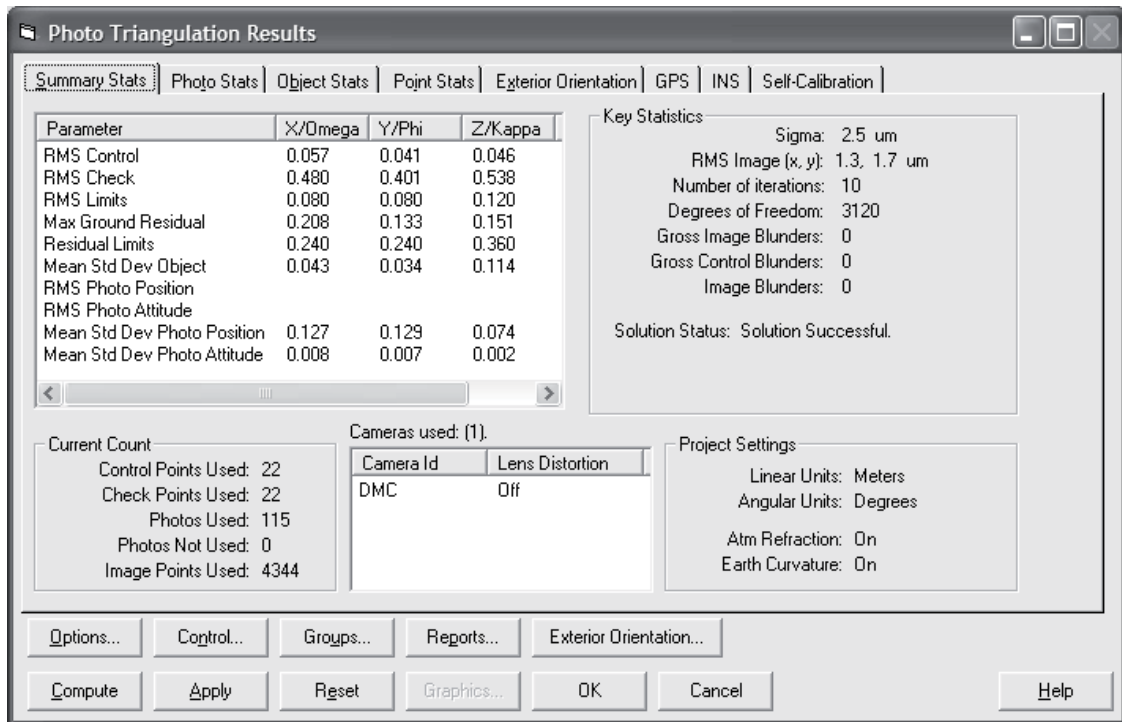 Photo Triangulation Results
Summary Stats Photo Stats Object Stats Point Stats Exterior Orientation GPS INS Self-Calibration
Parameter X/Omega Y/Phi Z/Kappa
RMS Control 0.057 0.041 0.046
RMS Check 0.480 0.401 0.538
RMS Limits 0.080 0.080 0.120
Max Ground Residual 0.208 0.133 0.151
Residual Limits 0.240 0.240 0.360
Mean Std Dev Object 0.043 0.034 0.114
RMS Photo Position
RMS Photo Attitude
Mean Std Dev Photo Position 0.127 0.129 0.074
Mean Std Dev Photo Attitude 0.008 0.007 0.002
Key Statistics
Sigma: 2.5 um
RMS Image (x, y): 1.3, 1.7 um
Number of iterations: 10
Degrees of Freedom: 3120
Gross Image Blunders: 0
Gross Control Blunders: 0
Image Blunders: 0
Solution Status: Solution Successful.
Current Count
Control Points Used: 22
Check Points Used: 22
Photos Used: 115
Photos Not Used: 0
Image Points Used: 4344
Cameras used: (1).
Camera Id Lens Distortion
DMC Off
Project Settings
Linear Units: Meters
Angular Units: Degrees
Atm Refraction: On
Earth Curvature: On
Options... Control... Groups... Reports... Exterior Orientation...
Compute Apply Reset Graphics... OK Cancel Help